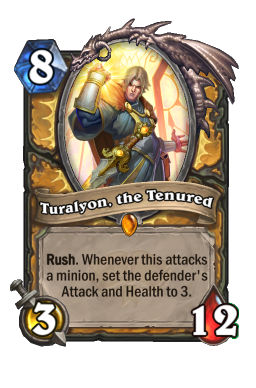 8
Turalyon, the Tenured
Rush. Whenever this attacks
a minion, set the defender's
Attack and Health to 3.
3
12